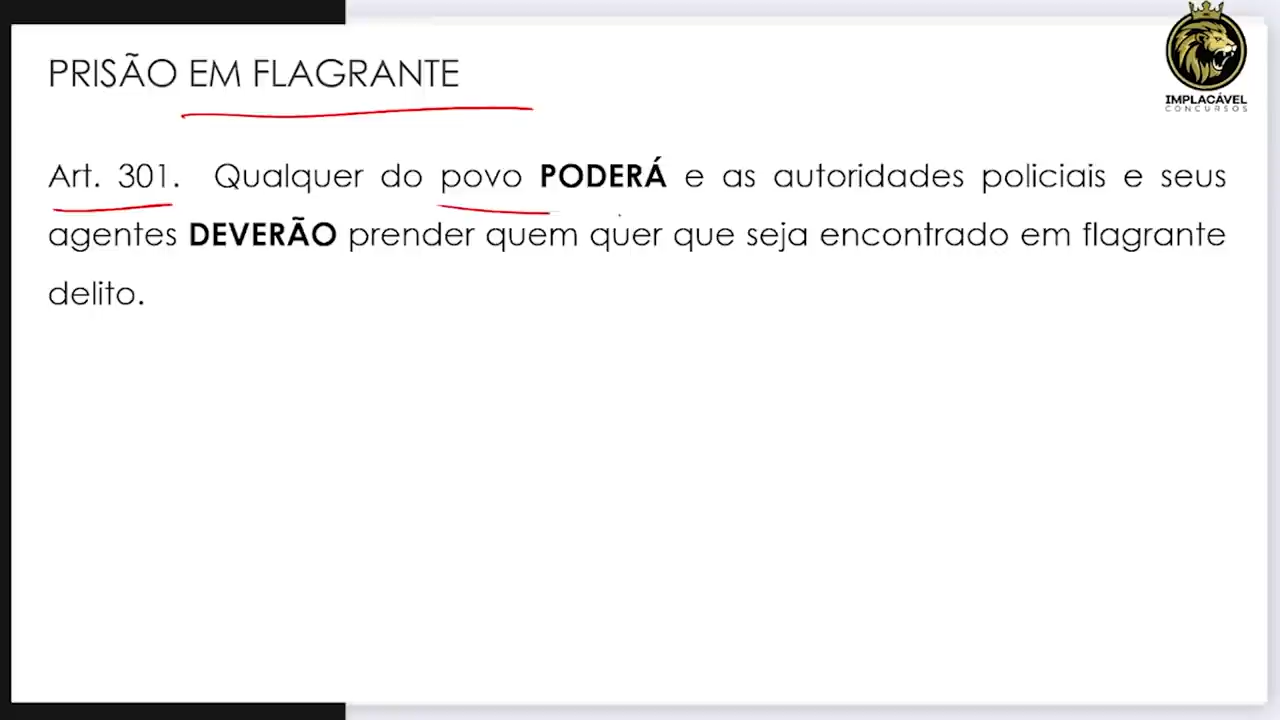 IMPLACÁVEL
CONCURSOS
PRISÃO EM FLAGRANTE
Art. 301. Qualquer do povo PODERÁ e as autoridades policiais e seus
agentes DEVERÃO prender quem quer que seja encontrado em flagrante
delito.